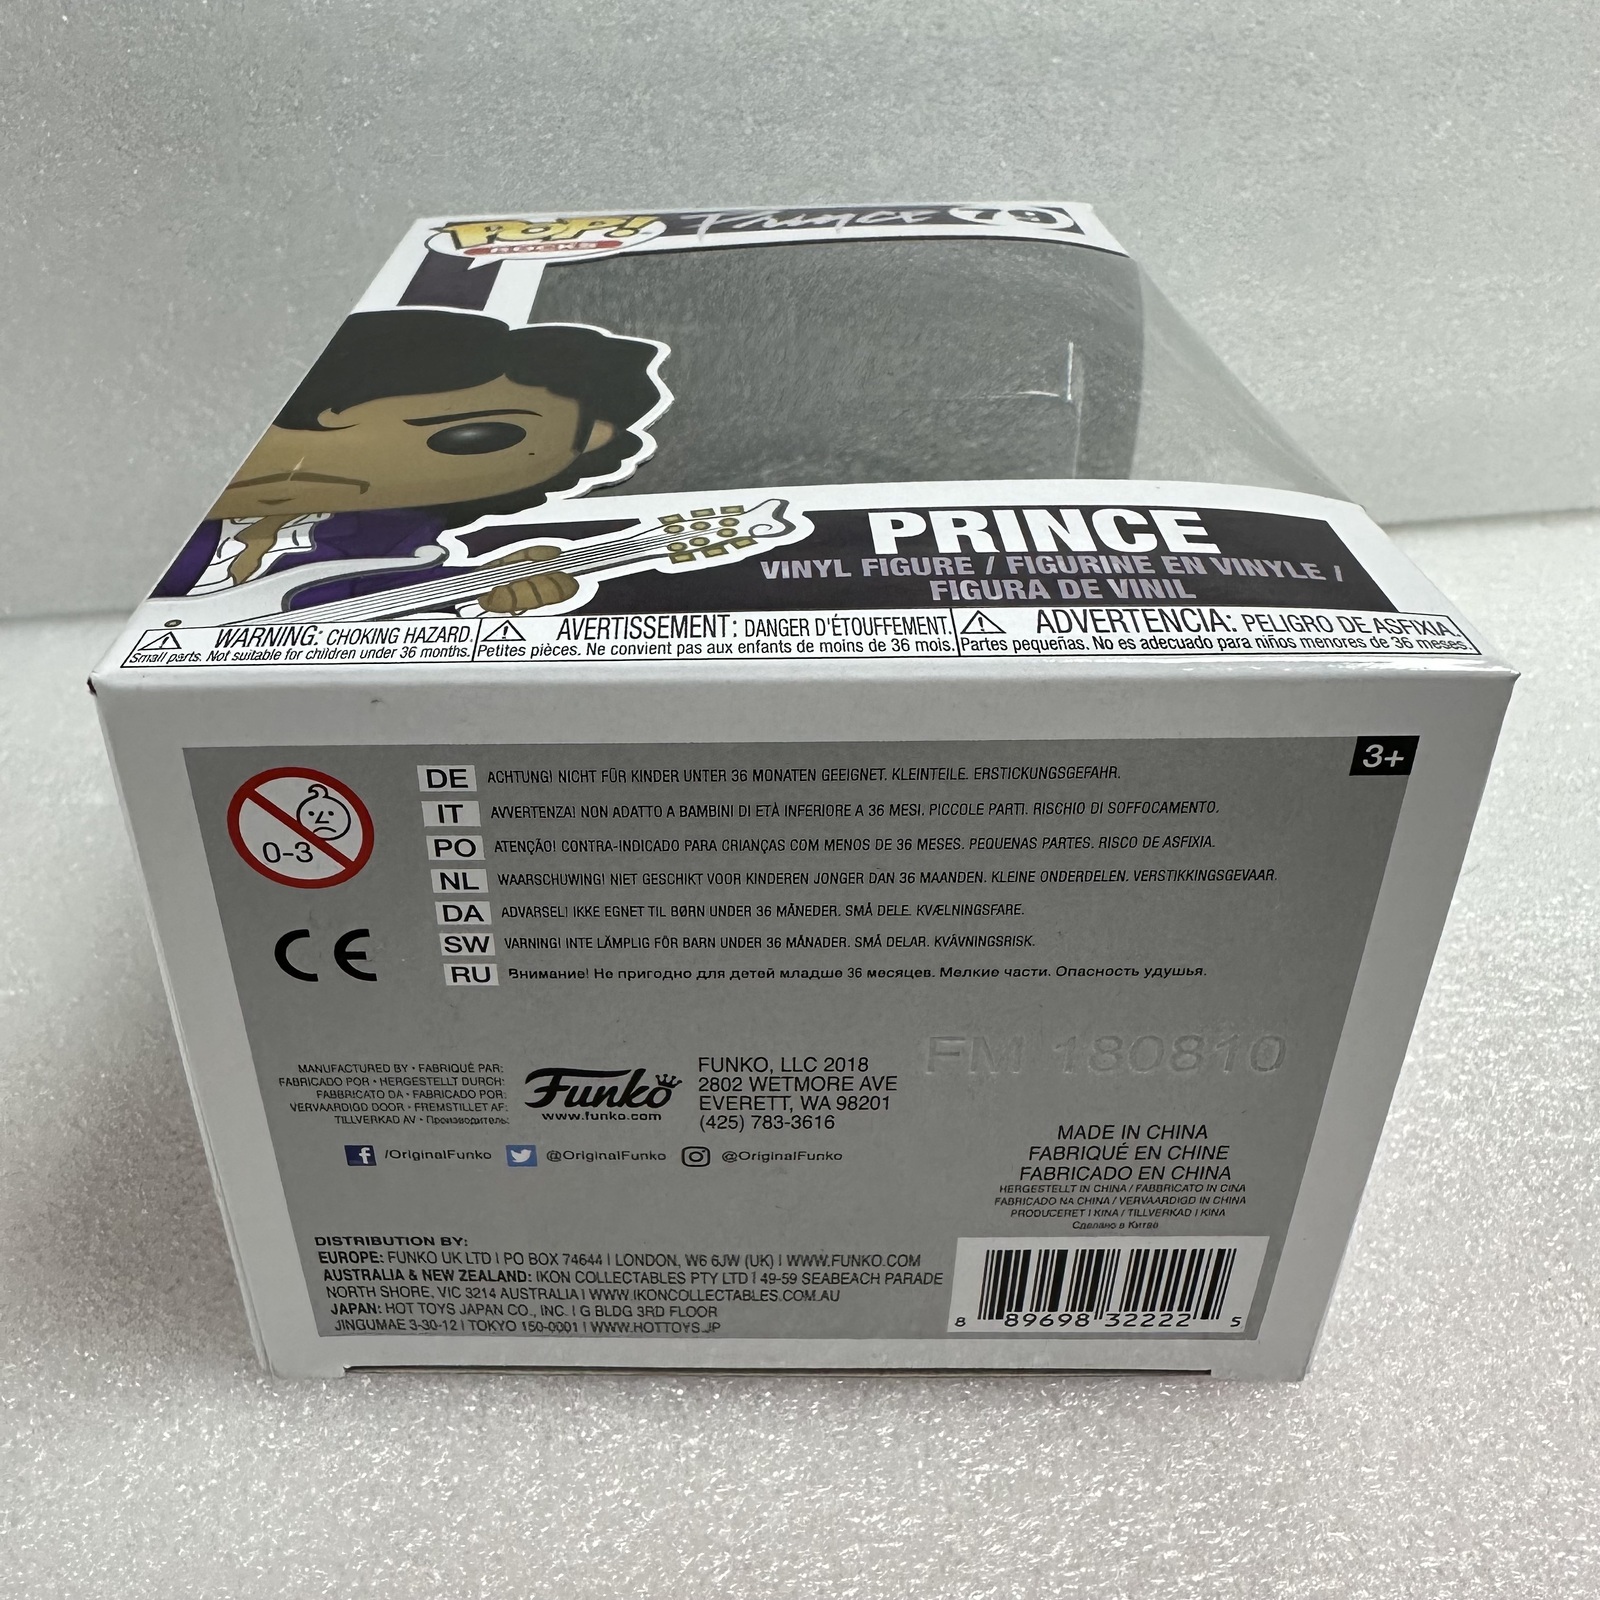 POP!
ROCKS
Prince
79
PRINCE
VINYL FIGURE / FIGURINE EN VINYLE /
FIGURA DE VINIL
WARNING: CHOKING HAZARD.
Small parts. Not suitable for children under 36 months.
AVERTISSEMENT: DANGER D'ÉTOUFFEMENT.
Petites pièces. Ne convient pas aux enfants de moins de 36 mois.
ADVERTENCIA: PELIGRO DE ASFIXIA.
Partes pequeñas. No es adecuado para niños menores de 36 meses.
3+
0-3
DE ACHTUNG! NICHT FÜR KINDER UNTER 36 MONATEN GEEIGNET. KLEINTEILE. ERSTICKUNGSGEFAHR.
IT AVVERTENZA! NON ADATTO A BAMBINI DI ETÀ INFERIORE A 36 MESI. PICCOLE PARTI. RISCHIO DI SOFFOCAMENTO.
PO ATENÇÃO! CONTRA-INDICADO PARA CRIANÇAS COM MENOS DE 36 MESES. PEQUENAS PARTES. RISCO DE ASFIXIA.
NL WAARSCHUWING! NIET GESCHIKT VOOR KINDEREN JONGER DAN 36 MAANDEN. KLEINE ONDERDELEN. VERSTIKKINGSGEVAAR.
DA ADVARSEL! IKKE EGNET TIL BØRN UNDER 36 MÅNEDER. SMÅ DELE. KVÆLNINGSFARE.
SW VARNING! INTE LÄMPLIG FÖR BARN UNDER 36 MÅNADER. SMÅ DELAR. KVÄVNINGSRISK.
RU Внимание! Не пригодно для детей младше 36 месяцев. Мелкие части. Опасность удушья.
CE
FM 180810
MANUFACTURED BY • FABRIQUÉ PAR:
FABRICADO POR • HERGESTELLT DURCH:
FABBRICATO DA • FABRICADO POR:
VERVAARDIGD DOOR • FREMSTILLET AF:
TILLVERKAD AV • Производитель:
Funko
www.funko.com
FUNKO, LLC 2018
2802 WETMORE AVE
EVERETT, WA 98201
(425) 783-3616
/OriginalFunko @OriginalFunko @OriginalFunko
MADE IN CHINA
FABRIQUÉ EN CHINE
FABRICADO EN CHINA
HERGESTELLT IN CHINA / FABBRICATO IN CINA
FABRICADO NA CHINA / VERVAARDIGD IN CHINA
PRODUCERET I KINA / TILLVERKAD I KINA
Сделано в Китае
DISTRIBUTION BY:
EUROPE: FUNKO UK LTD | PO BOX 74644 | LONDON, W6 6JW (UK) | WWW.FUNKO.COM
AUSTRALIA & NEW ZEALAND: IKON COLLECTABLES PTY LTD | 49-59 SEABEACH PARADE
NORTH SHORE, VIC 3214 AUSTRALIA | WWW.IKONCOLLECTABLES.COM.AU
JAPAN: HOT TOYS JAPAN CO., INC. | G BLDG 3RD FLOOR
JINGUMAE 3-30-12 | TOKYO 150-0001 | WWW.HOTTOYS.JP
8 89698 32222 5